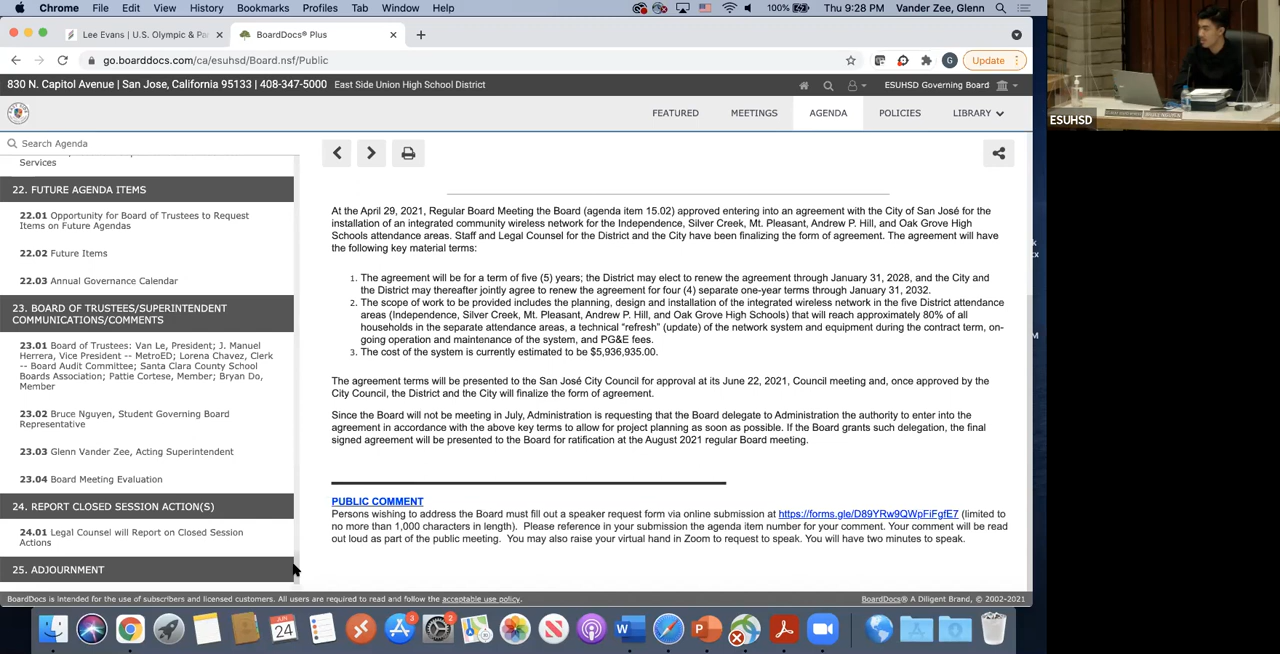 Chrome File Edit View History Bookmarks Profiles Tab Window Help 100% Thu 9:28 PM Vander Zee, Glenn
Lee Evans | U.S. Olympic & Pa BoardDocs® Plus
go.boarddocs.com/ca/esuhsd/Board.nsf/Public G Update
830 N. Capitol Avenue | San Jose, California 95133 | 408-347-5000 East Side Union High School District ESUHSD Governing Board
FEATURED MEETINGS AGENDA POLICIES LIBRARY
Search Agenda
Services
22. FUTURE AGENDA ITEMS
22.01 Opportunity for Board of Trustees to Request
Items on Future Agendas
22.02 Future Items
22.03 Annual Governance Calendar
23. BOARD OF TRUSTEES/SUPERINTENDENT
COMMUNICATIONS/COMMENTS
23.01 Board of Trustees: Van Le, President; J. Manuel
Herrera, Vice President -- MetroED; Lorena Chavez, Clerk
-- Board Audit Committee; Santa Clara County School
Boards Association; Pattie Cortese, Member; Bryan Do,
Member
23.02 Bruce Nguyen, Student Governing Board
Representative
23.03 Glenn Vander Zee, Acting Superintendent
23.04 Board Meeting Evaluation
24. REPORT CLOSED SESSION ACTION(S)
24.01 Legal Counsel will Report on Closed Session
Actions
25. ADJOURNMENT
At the April 29, 2021, Regular Board Meeting the Board (agenda item 15.02) approved entering into an agreement with the City of San José for the
installation of an integrated community wireless network for the Independence, Silver Creek, Mt. Pleasant, Andrew P. Hill, and Oak Grove High
Schools attendance areas. Staff and Legal Counsel for the District and the City have been finalizing the form of agreement. The agreement will have
the following key material terms:
1. The agreement will be for a term of five (5) years; the District may elect to renew the agreement through January 31, 2028, and the City and
the District may thereafter jointly agree to renew the agreement for four (4) separate one-year terms through January 31, 2032.
2. The scope of work to be provided includes the planning, design and installation of the integrated wireless network in the five District attendance
areas (Independence, Silver Creek, Mt. Pleasant, Andrew P. Hill, and Oak Grove High Schools) that will reach approximately 80% of all
households in the separate attendance areas, a technical “refresh” (update) of the network system and equipment during the contract term, on-
going operation and maintenance of the system, and PG&E fees.
3. The cost of the system is currently estimated to be $5,936,935.00.
The agreement terms will be presented to the San José City Council for approval at its June 22, 2021, Council meeting and, once approved by the
City Council, the District and the City will finalize the form of agreement.
Since the Board will not be meeting in July, Administration is requesting that the Board delegate to Administration the authority to enter into the
agreement in accordance with the above key terms to allow for project planning as soon as possible. If the Board grants such delegation, the final
signed agreement will be presented to the Board for ratification at the August 2021 regular Board meeting.
PUBLIC COMMENT
Persons wishing to address the Board must fill out a speaker request form via online submission at https://forms.gle/D89YRw9QWpFiFgfE7 (limited to
no more than 1,000 characters in length). Please reference in your submission the agenda item number for your comment. Your comment will be read
out loud as part of the public meeting. You may also raise your virtual hand in Zoom to request to speak. You will have two minutes to speak.
BoardDocs is intended for the use of subscribers and licensed customers. All users are required to read and follow the acceptable use policy. BoardDocs® A Diligent Brand, © 2002-2021
JUN
24
3
2
W
P
ESUHSD